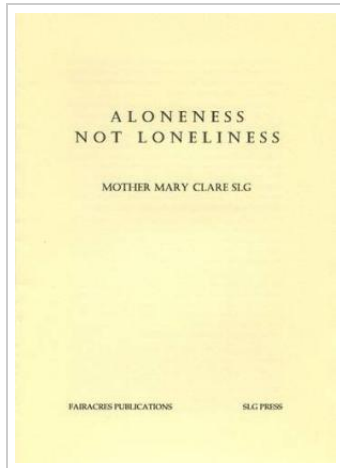 ALONENESS
NOT LONELINESS
MOTHER MARY CLARE SLG
FAIRACRES PUBLICATIONS SLG PRESS